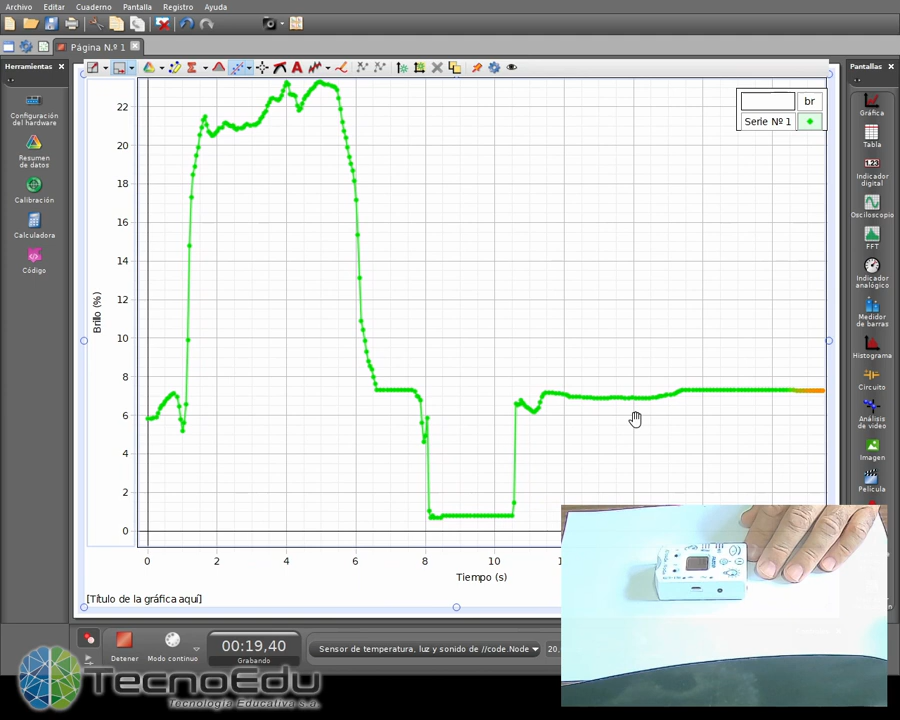 Archivo Editar Cuaderno Pantalla Registro Ayuda
Página N.º 1
Herramientas
Configuración
del hardware
Resumen
de datos
Calibración
Calculadora
Código
Pantallas
Gráfica
Tabla
1.23
Indicador
digital
Osciloscopio
FFT
Indicador
analógico
Medidor
de barras
Histograma
Circuito
Análisis
de vídeo
Imagen
Película
br
Serie Nº 1
Brillo (%)
22
20
18
16
14
12
10
8
6
4
2
0
0 2 4 6 8 10
Tiempo (s)
[Título de la gráfica aquí]
Detener
Modo continuo
00:19,40
Grabando
Sensor de temperatura, luz y sonido de //code.Node
TecnoEdu
Tecnología Educativa s.a.